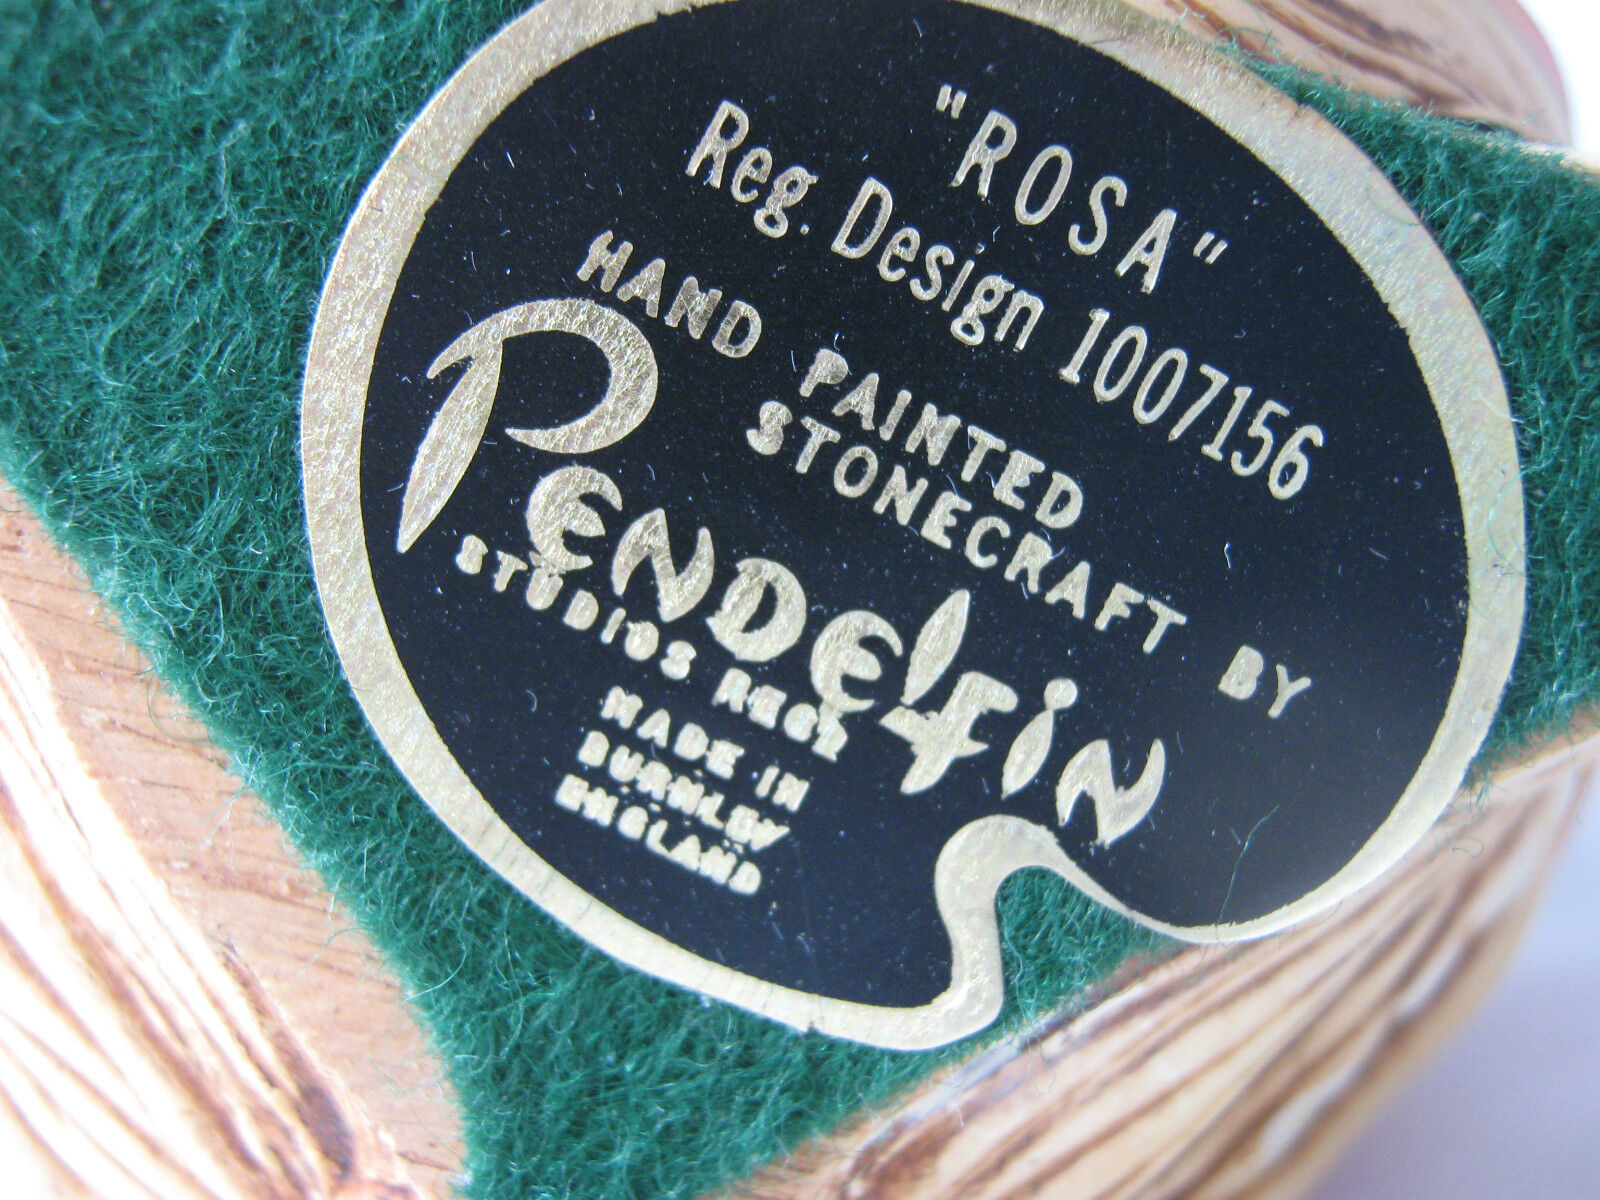 "ROSA"
Reg. Design 1007156
HAND PAINTED
STONECRAFT BY
PENDELFIN
STUDIOS REGD.
MADE IN
BURNLEY
ENGLAND